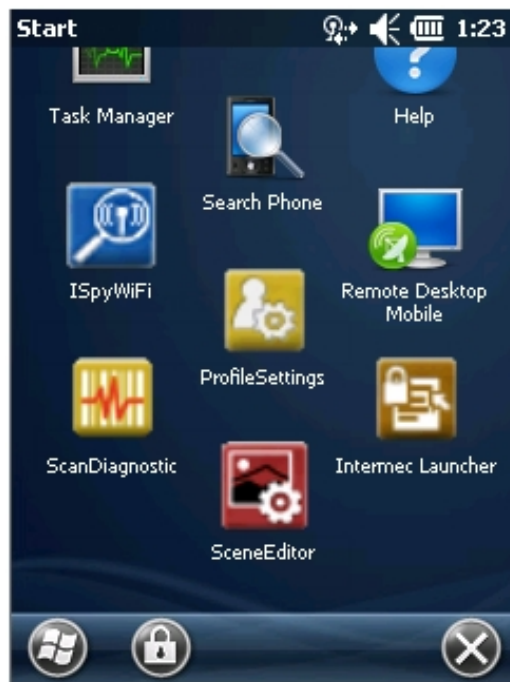 Start
1:23
Task Manager
Help
Search Phone
ISpyWiFi
Remote Desktop
Mobile
ProfileSettings
ScanDiagnostic
Intermec Launcher
SceneEditor